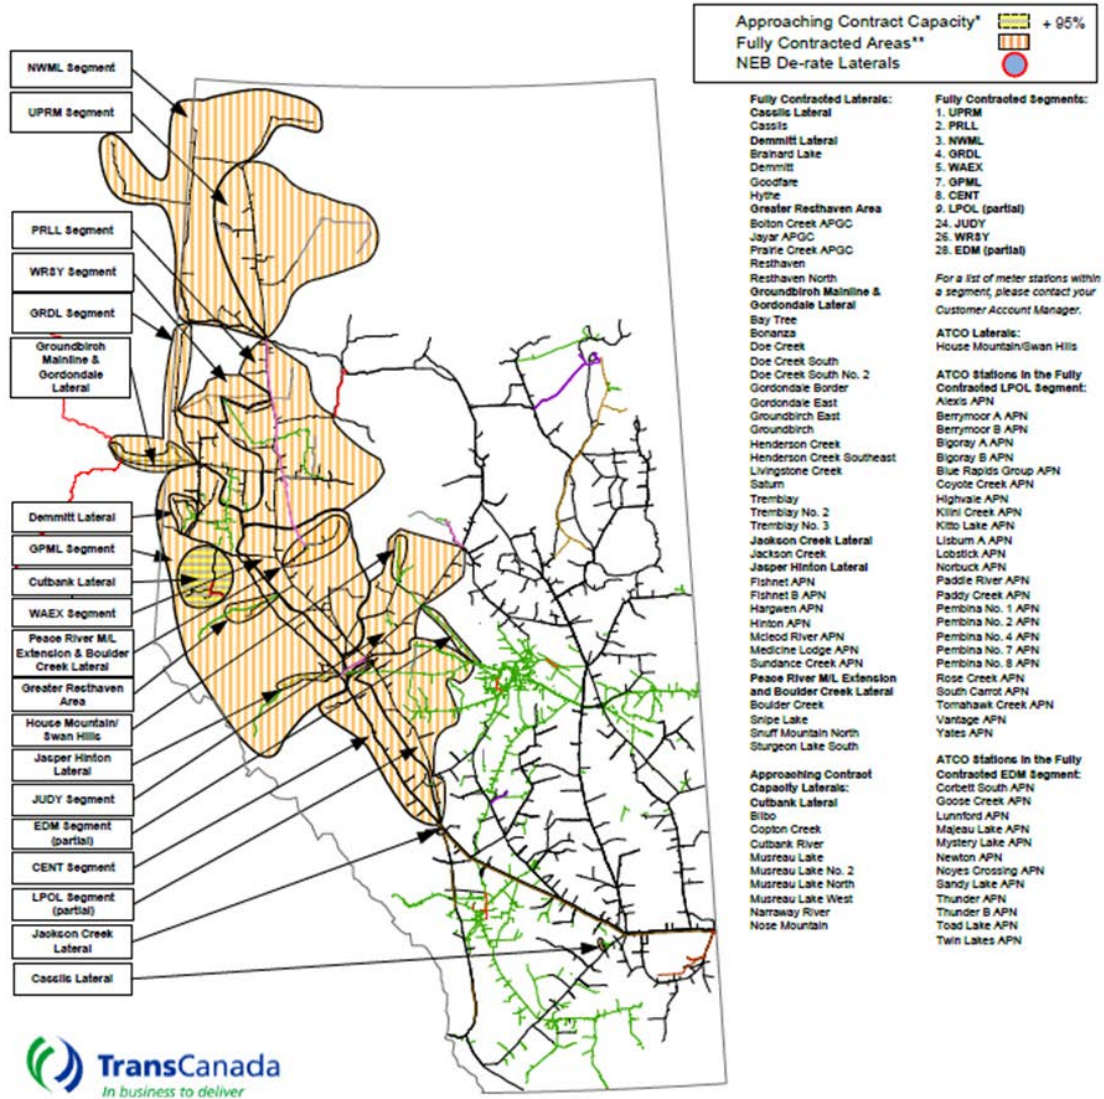 Approaching Contract Capacity*
+ 95%
Fully Contracted Areas**
NEB De-rate Laterals
NWML Segment
UPRM Segment
PRLL Segment
WRSY Segment
GRDL Segment
Groundbirch
Mainline &
Gordondale
Lateral
Demmitt Lateral
GPML Segment
Cutbank Lateral
WAEX Segment
Peace River M/L
Extension & Boulder
Creek Lateral
Greater Resthaven
Area
House Mountain/
Swan Hills
Jasper Hinton
Lateral
JUDY Segment
EDM Segment
(partial)
CENT Segment
LPOL Segment
(partial)
Jackson Creek
Lateral
Cassils Lateral
Fully Contracted Laterals:
Cassils Lateral
Cassils
Demmitt Lateral
Brainard Lake
Demmitt
Goodfare
Hythe
Greater Resthaven Area
Bolton Creek APGC
Jayar APGC
Prairie Creek APGC
Resthaven
Resthaven North
Groundbirch Mainline &
Gordondale Lateral
Bay Tree
Bonanza
Doe Creek
Doe Creek South
Doe Creek South No. 2
Gordondale Border
Gordondale East
Groundbirch East
Groundbirch
Henderson Creek
Henderson Creek Southeast
Livingstone Creek
Saturn
Tremblay
Tremblay No. 2
Tremblay No. 3
Jackson Creek Lateral
Jackson Creek
Jasper Hinton Lateral
Fishnet APN
Fishnet B APN
Hargwen APN
Hinton APN
Mcleod River APN
Medicine Lodge APN
Sundance Creek APN
Peace River M/L Extension
and Boulder Creek Lateral
Boulder Creek
Snipe Lake
Snuff Mountain North
Sturgeon Lake South
Approaching Contract
Capacity Laterals:
Cutbank Lateral
Bilbo
Copton Creek
Cutbank River
Musreau Lake
Musreau Lake No. 2
Musreau Lake North
Musreau Lake West
Narraway River
Nose Mountain
Fully Contracted Segments:
1. UPRM
2. PRLL
3. NWML
4. GRDL
5. WAEX
7. GPML
8. CENT
9. LPOL (partial)
24. JUDY
26. WRSY
28. EDM (partial)
For a list of meter stations within
a segment, please contact your
Customer Account Manager.
ATCO Laterals:
House Mountain/Swan Hills
ATCO Stations in the Fully
Contracted LPOL Segment:
Alexis APN
Berrymoor A APN
Berrymoor B APN
Bigoray A APN
Bigoray B APN
Blue Rapids Group APN
Coyote Creek APN
Highvale APN
Kilini Creek APN
Kitto Lake APN
Lisburn A APN
Lobstick APN
Norbuck APN
Paddle River APN
Paddy Creek APN
Pembina No. 1 APN
Pembina No. 2 APN
Pembina No. 4 APN
Pembina No. 7 APN
Pembina No. 8 APN
Rose Creek APN
South Carrot APN
Tomahawk Creek APN
Vantage APN
Yates APN
ATCO Stations in the Fully
Contracted EDM Segment:
Corbett South APN
Goose Creek APN
Lunnford APN
Majeau Lake APN
Mystery Lake APN
Newton APN
Noyes Crossing APN
Sandy Lake APN
Thunder APN
Thunder B APN
Toad Lake APN
Twin Lakes APN
TransCanada
In business to deliver